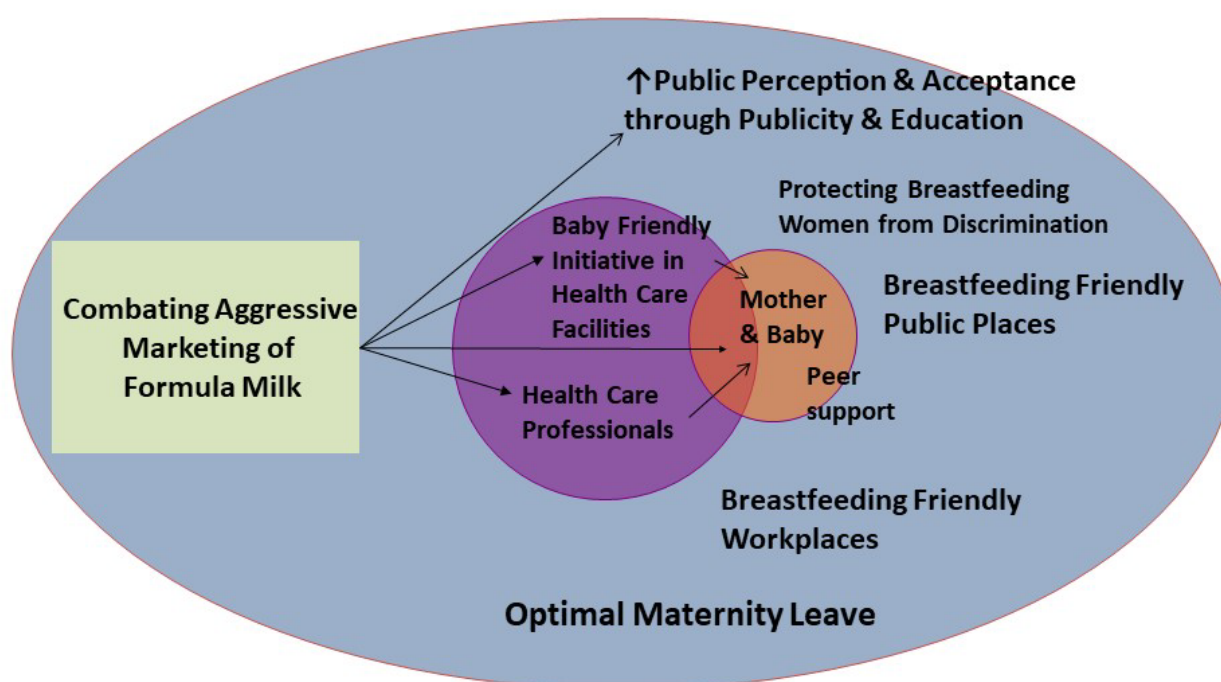 ↑Public Perception & Acceptance
through Publicity & Education
Protecting Breastfeeding
Women from Discrimination
Baby Friendly
Initiative in
Health Care
Facilities
Combating Aggressive
Marketing of
Formula Milk
Mother
& Baby
Breastfeeding Friendly
Public Places
Peer
support
Health Care
Professionals
Breastfeeding Friendly
Workplaces
Optimal Maternity Leave